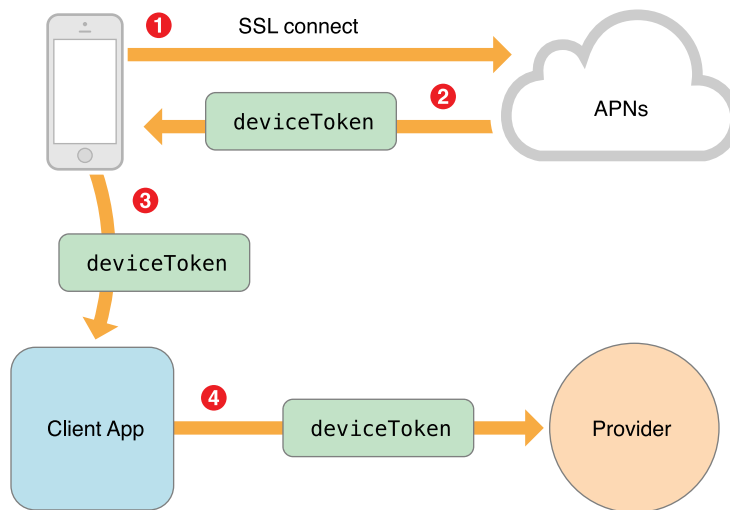 1
SSL connect
APNs
2
deviceToken
3
deviceToken
Client App
4
deviceToken
Provider